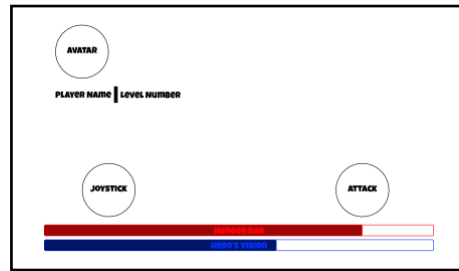 AVATAR
PLAYER NAME | LEVEL NUMBER
JOYSTICK
ATTACK
HUNGER BAR
HERO'S VISION